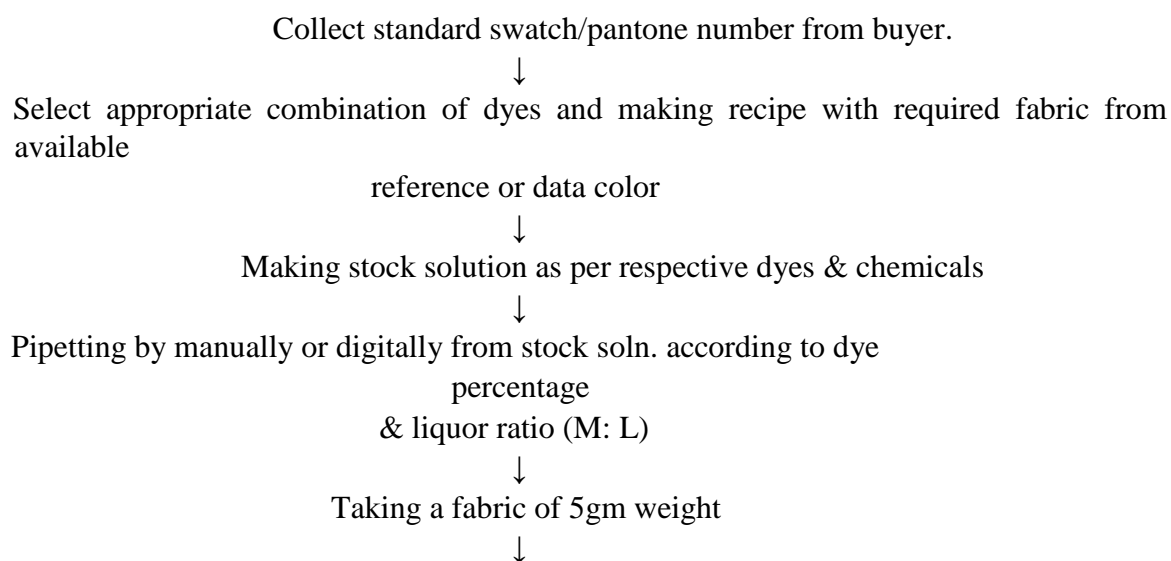 Collect standard swatch/pantone number from buyer.
↓
Select appropriate combination of dyes and making recipe with required fabric from
available
reference or data color
↓
Making stock solution as per respective dyes & chemicals
↓
Pipetting by manually or digitally from stock soln. according to dye
percentage
& liquor ratio (M: L)
↓
Taking a fabric of 5gm weight
↓